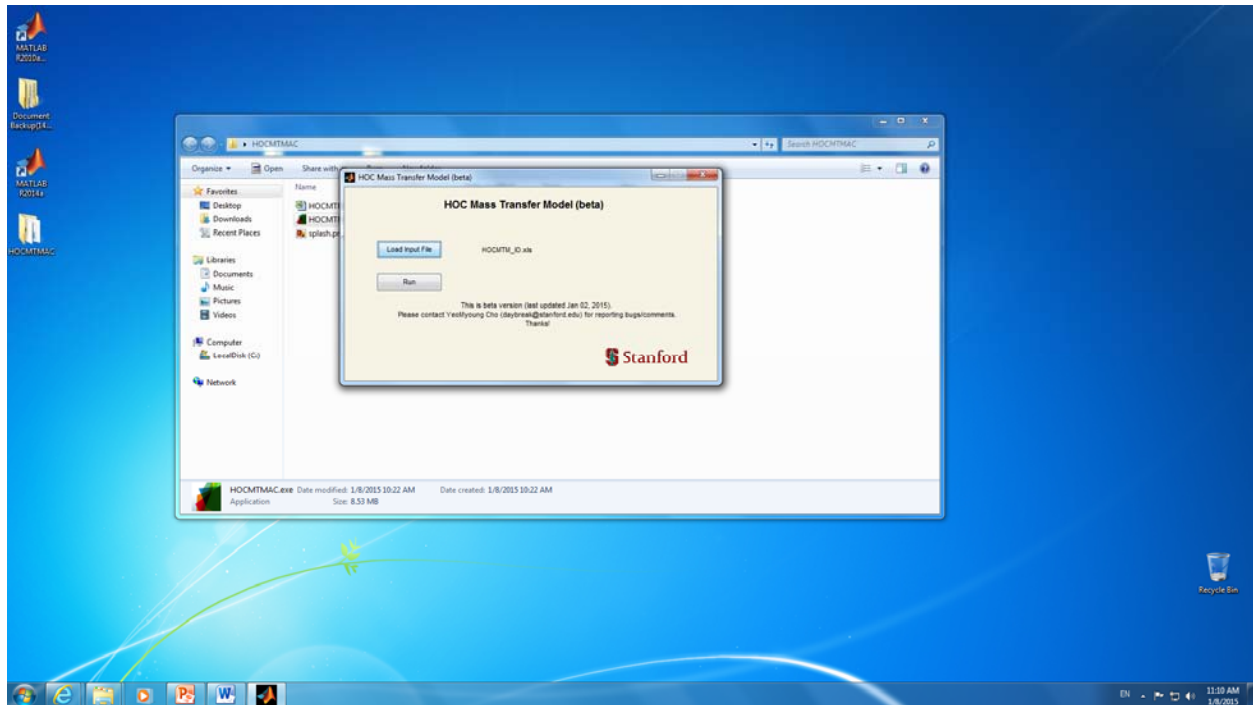 MATLAB
R2010a...
Document
Backup(14...
MATLAB
R2014a
HOCMTMAC
HOCMTMAC
Search HOCMTMAC
Organize
Open
Share with
New folder
Name
Favorites
Desktop
Downloads
Recent Places
Libraries
Documents
Music
Pictures
Videos
Computer
LocalDisk (C:)
Network
HOCMT
HOCMT
splash.p
HOC Mass Transfer Model (beta)
HOC Mass Transfer Model (beta)
Load Input File
HOCMTM_ID.xls
Run
This is beta version (last updated Jan 02, 2015).
Please contact YeoMyoung Cho (daybreak@stanford.edu) for reporting bugs/comments.
Thanks!
S Stanford
HOCMTMAC.exe Date modified: 1/8/2015 10:22 AM Date created: 1/8/2015 10:22 AM
Application Size: 8.53 MB
Recycle Bin
EN
11:10 AM
1/8/2015